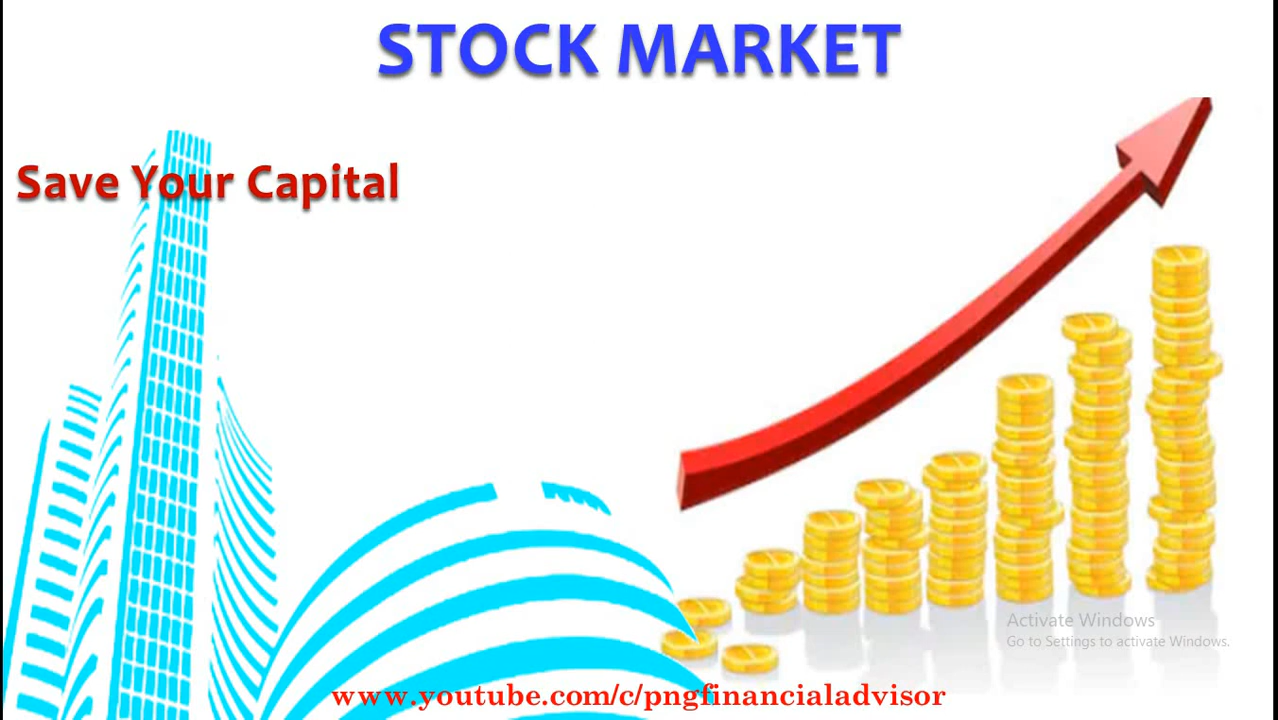 STOCK MARKET
Save Your Capital
Activate Windows
Go to Settings to activate Windows.
www.youtube.com/c/pngfinancialadvisor